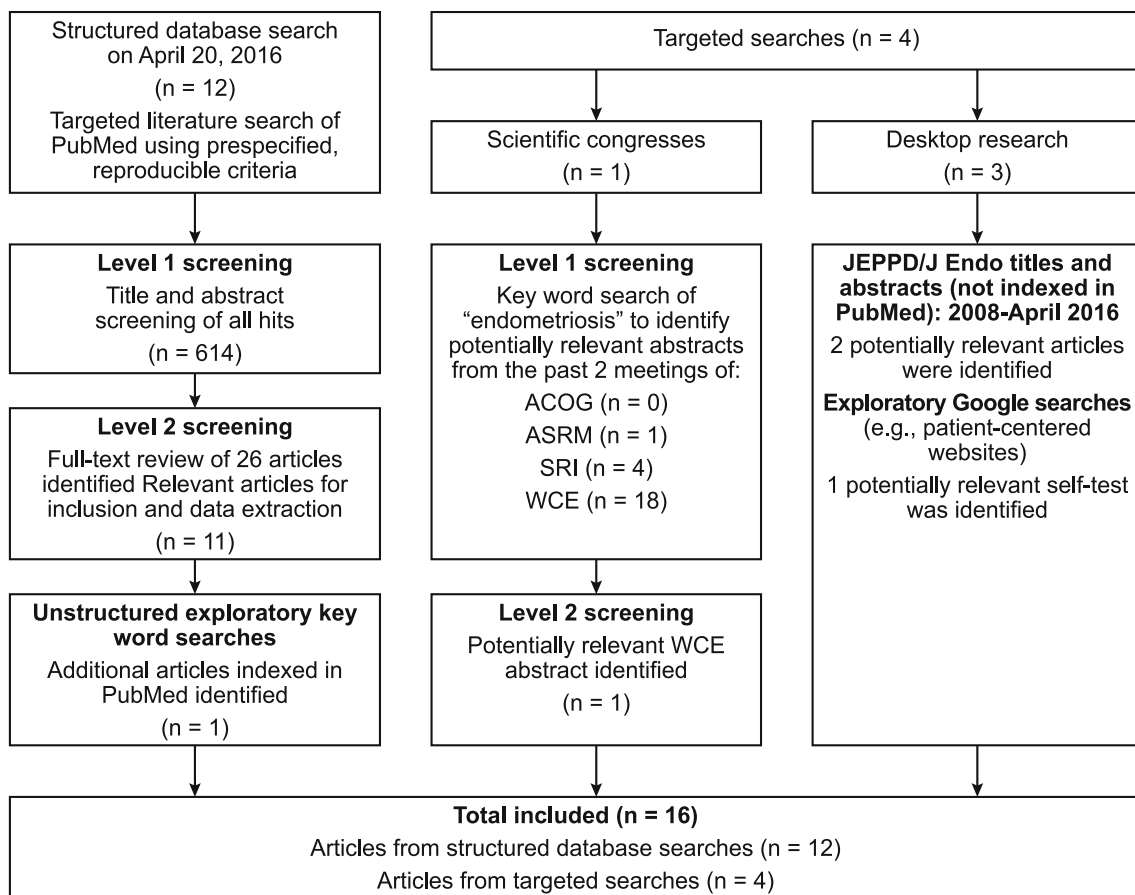 Structured database search
on April 20, 2016
(n = 12)
Targeted literature search of
PubMed using prespecified,
reproducible criteria
Level 1 screening
Title and abstract
screening of all hits
(n = 614)
Level 2 screening
Full-text review of 26 articles
identified Relevant articles for
inclusion and data extraction
(n = 11)
Unstructured exploratory key
word searches
Additional articles indexed in
PubMed identified
(n = 1)
Targeted searches (n = 4)
Scientific congresses
(n = 1)
Level 1 screening
Key word search of
“endometriosis” to identify
potentially relevant abstracts
from the past 2 meetings of:
ACOG (n = 0)
ASRM (n = 1)
SRI (n = 4)
WCE (n = 18)
Level 2 screening
Potentially relevant WCE
abstract identified
(n = 1)
Desktop research
(n = 3)
JEPPD/J Endo titles and
abstracts (not indexed in
PubMed): 2008-April 2016
2 potentially relevant articles
were identified
Exploratory Google searches
(e.g., patient-centered
websites)
1 potentially relevant self-test
was identified
Total included (n = 16)
Articles from structured database searches (n = 12)
Articles from targeted searches (n = 4)